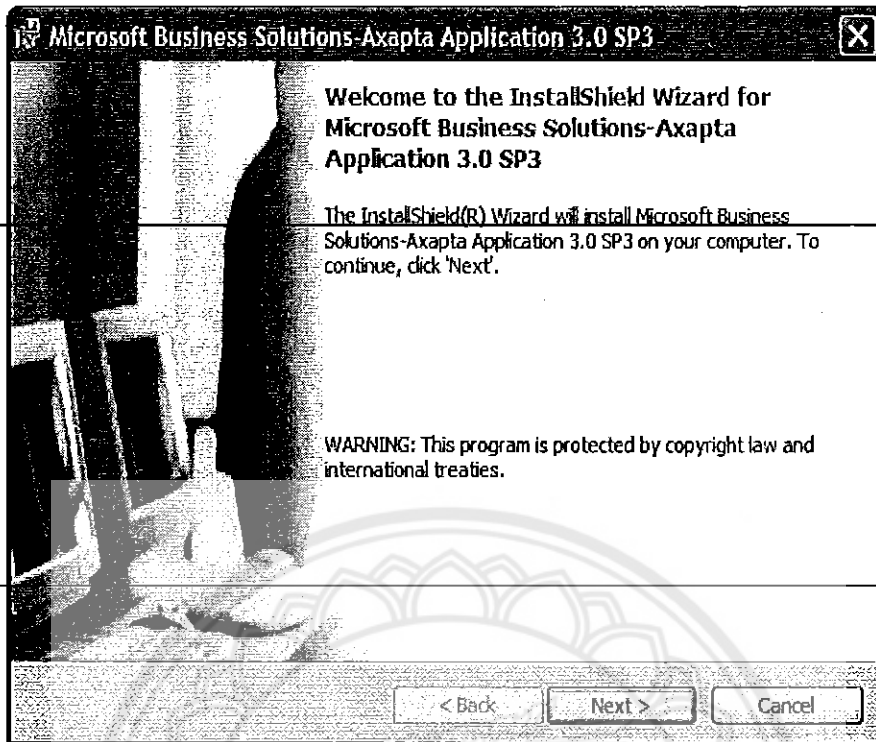 Microsoft Business Solutions-Axapta Application 3.0 SP3
Welcome to the InstallShield Wizard for
Microsoft Business Solutions-Axapta
Application 3.0 SP3
The InstallShield(R) Wizard will install Microsoft Business
Solutions-Axapta Application 3.0 SP3 on your computer. To
continue, click 'Next'.
WARNING: This program is protected by copyright law and
international treaties.
< Back
Next >
Cancel